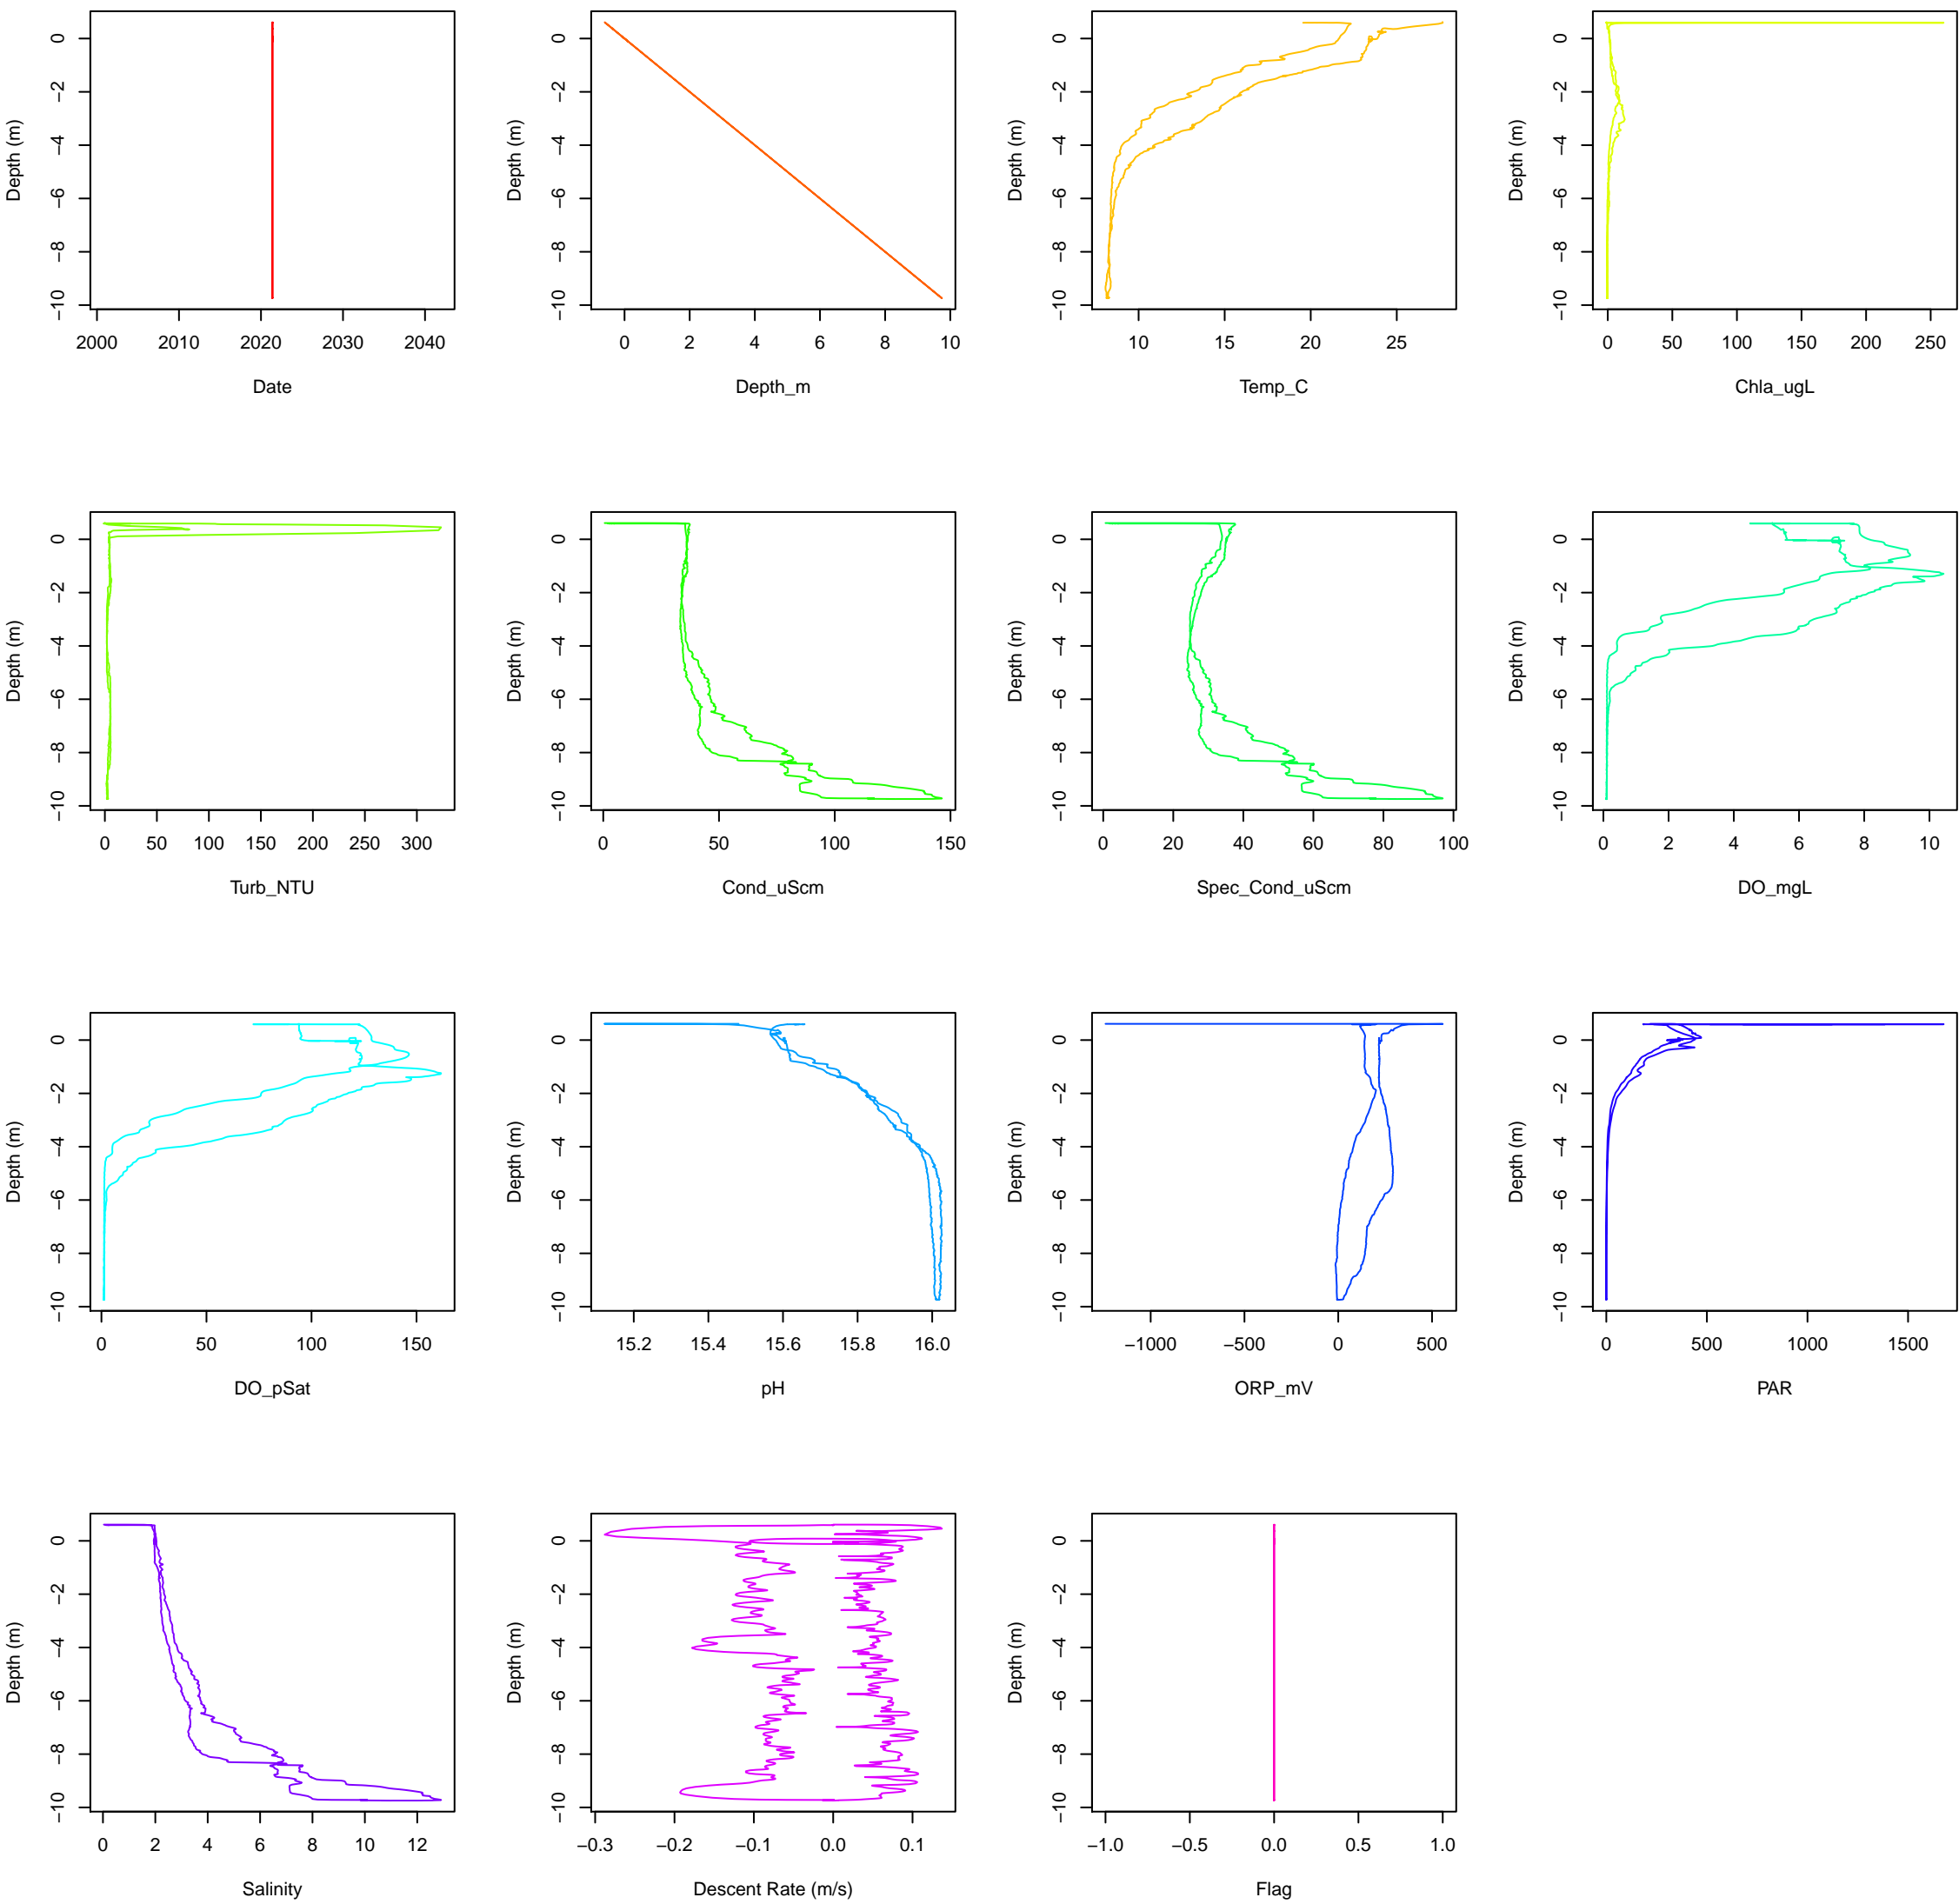 Depth (m)
0
−2
−4
−6
−8
−10
2000 2010 2020 2030 2040
Date
Depth (m)
0
−2
−4
−6
−8
−10
0 2 4 6 8 10
Depth_m
Depth (m)
0
−2
−4
−6
−8
−10
10 15 20 25
Temp_C
Depth (m)
0
−2
−4
−6
−8
−10
0 50 100 150 200 250
Chla_ugL
Depth (m)
0
−2
−4
−6
−8
−10
0 50 100 150 200 250 300
Turb_NTU
Depth (m)
0
−2
−4
−6
−8
−10
0 50 100 150
Cond_uScm
Depth (m)
0
−2
−4
−6
−8
−10
0 20 40 60 80 100
Spec_Cond_uScm
Depth (m)
0
−2
−4
−6
−8
−10
0 2 4 6 8 10
DO_mgL
Depth (m)
0
−2
−4
−6
−8
−10
0 50 100 150
DO_pSat
Depth (m)
0
−2
−4
−6
−8
−10
15.2 15.4 15.6 15.8 16.0
pH
Depth (m)
0
−2
−4
−6
−8
−10
−1000 −500 0 500
ORP_mV
Depth (m)
0
−2
−4
−6
−8
−10
0 500 1000 1500
PAR
Depth (m)
0
−2
−4
−6
−8
−10
0 2 4 6 8 10 12
Salinity
Depth (m)
0
−2
−4
−6
−8
−10
−0.3 −0.2 −0.1 0.0 0.1
Descent Rate (m/s)
Depth (m)
0
−2
−4
−6
−8
−10
−1.0 −0.5 0.0 0.5 1.0
Flag